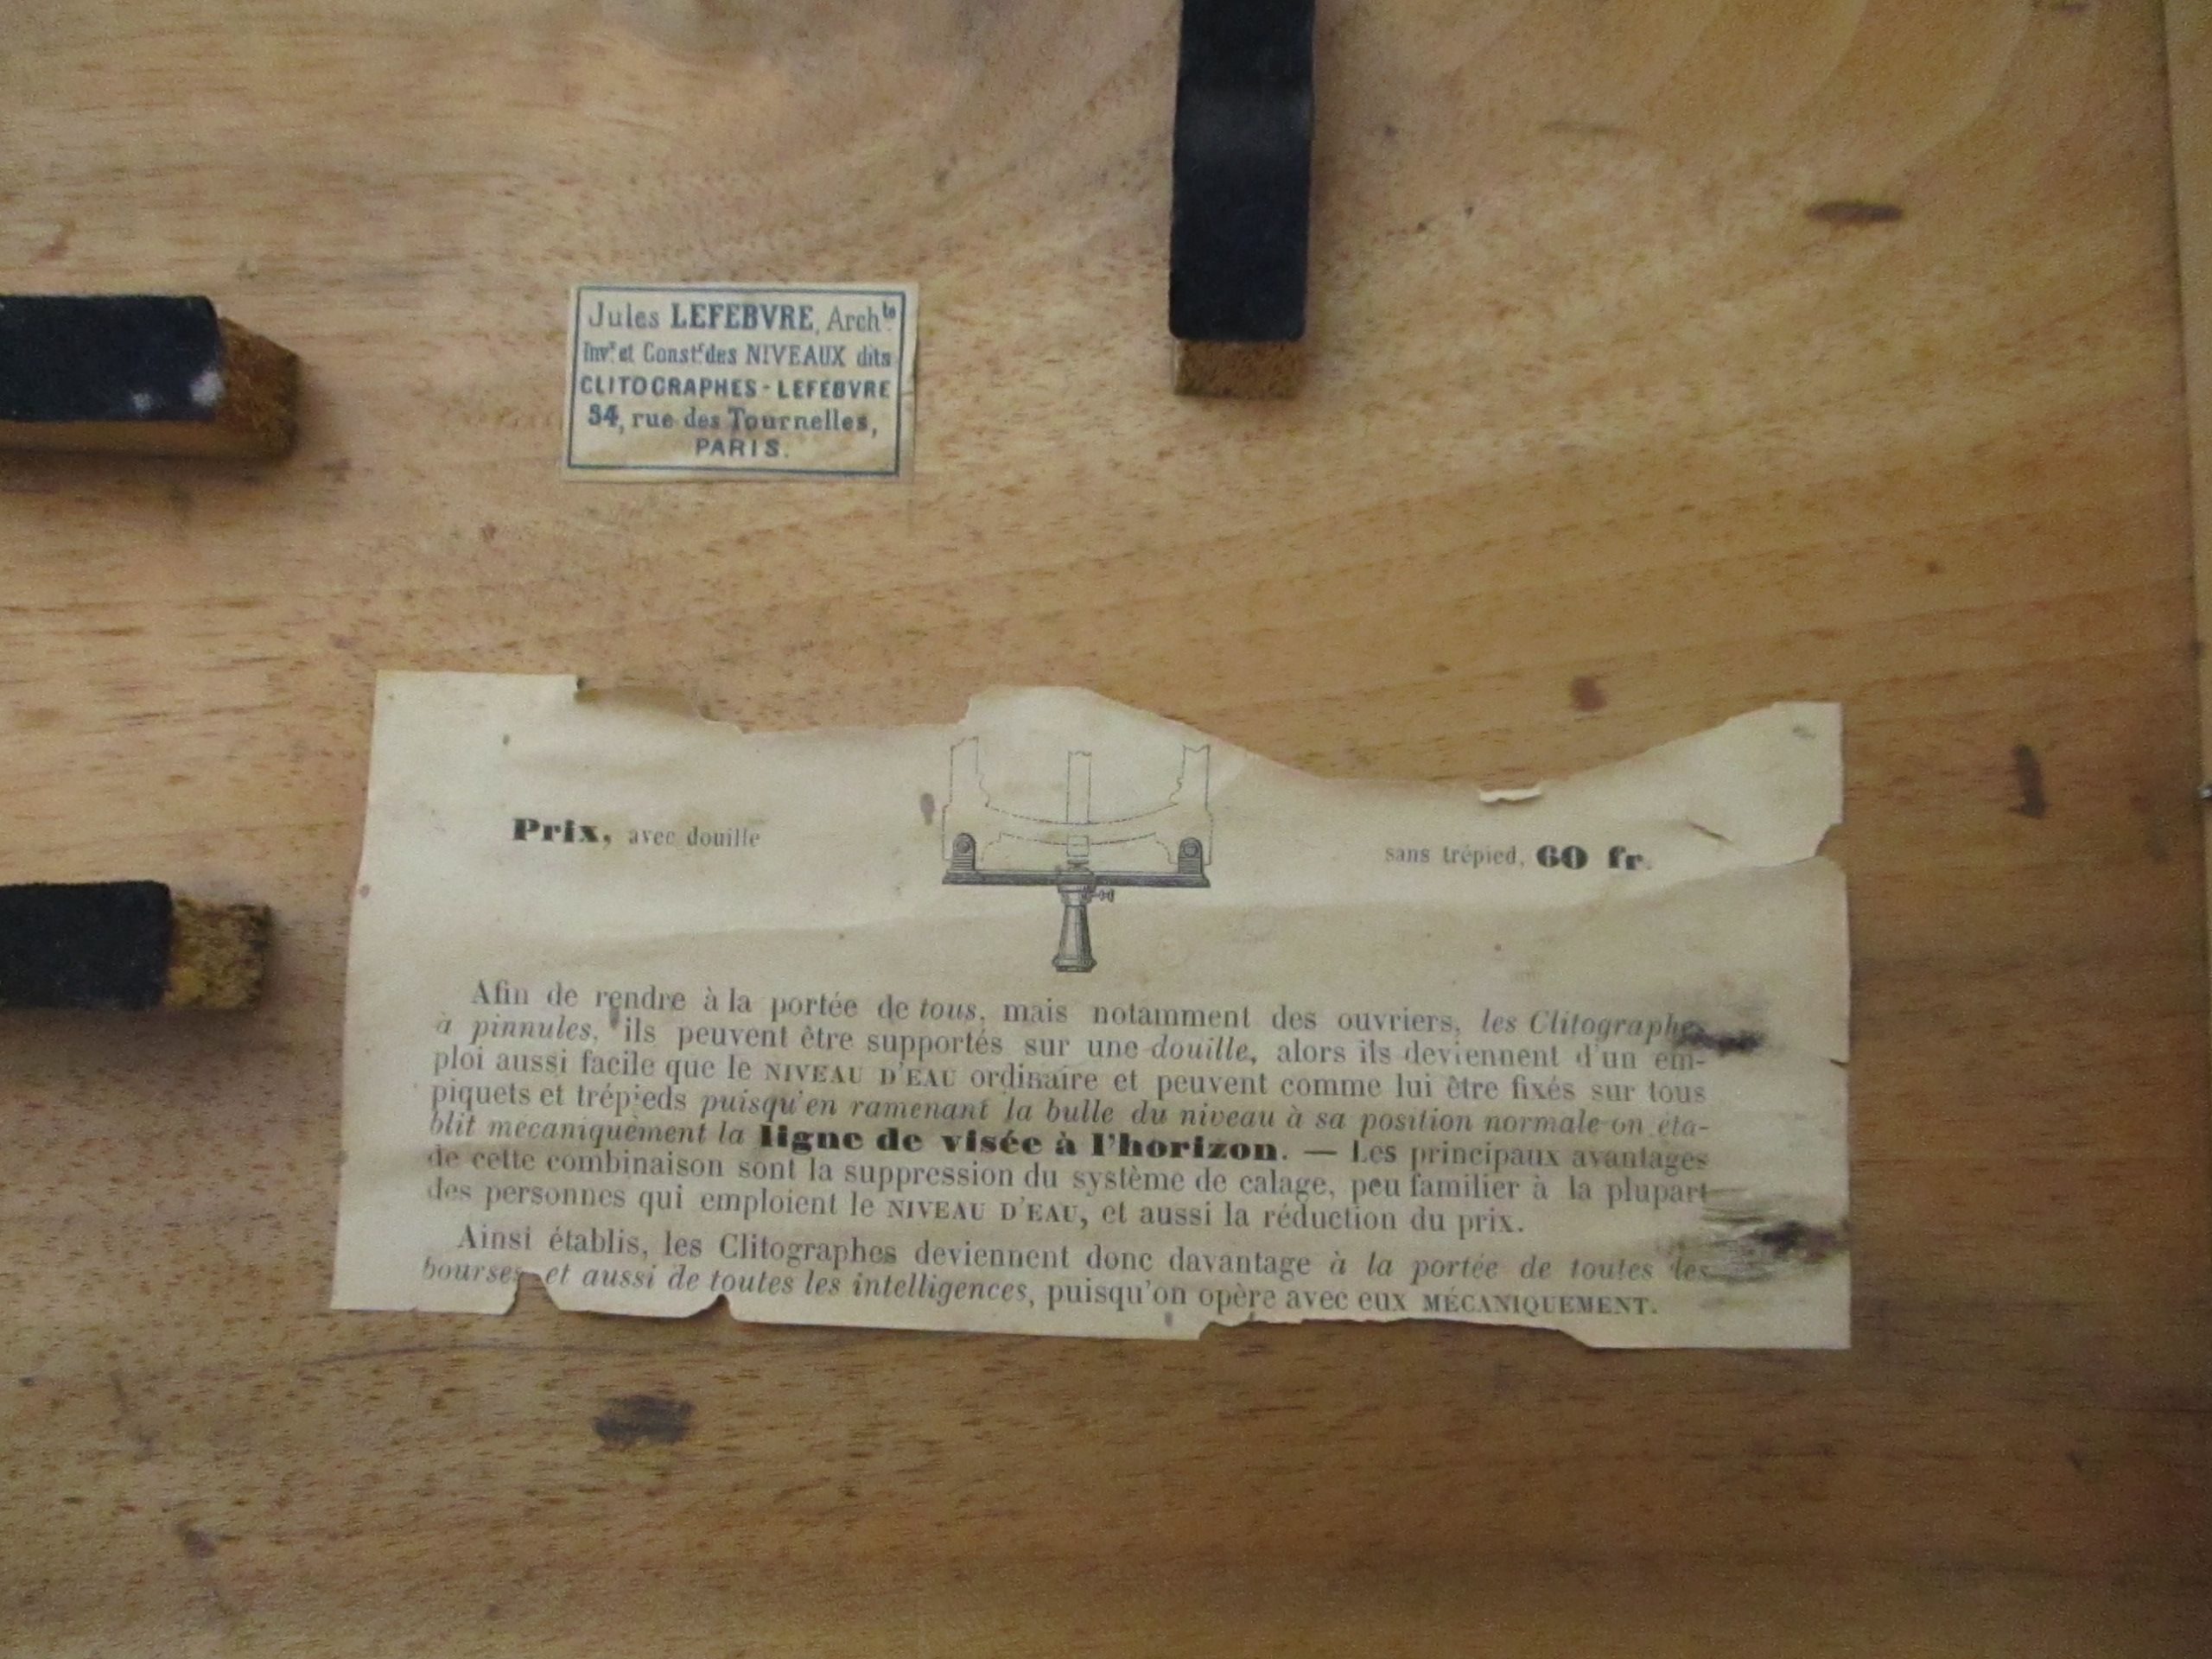 Jules LEFEBVRE, Archte
Invr et Constr des NIVEAUX dits
CLITOGRAPHES-LEFEBVRE
34, rue des Tournelles,
PARIS.
Prix, avec douille
sans trépied, 60 fr.
Afin de rendre à la portée de tous, mais notamment des ouvriers, les Clitographes
à pinnules, ils peuvent être supportés sur une douille, alors ils deviennent d'un em-
ploi aussi facile que le NIVEAU D'EAU ordinaire et peuvent comme lui être fixés sur tous
piquets et trépieds puisqu'en ramenant la bulle du niveau à sa position normale on éta-
blit mécaniquement la ligne de visée à l'horizon. — Les principaux avantages
de cette combinaison sont la suppression du système de calage, peu familier à la plupart
des personnes qui emploient le NIVEAU D'EAU, et aussi la réduction du prix.
Ainsi établis, les Clitographes deviennent donc davantage à la portée de toutes les
bourses et aussi de toutes les intelligences, puisqu'on opère avec eux MÉCANIQUEMENT.